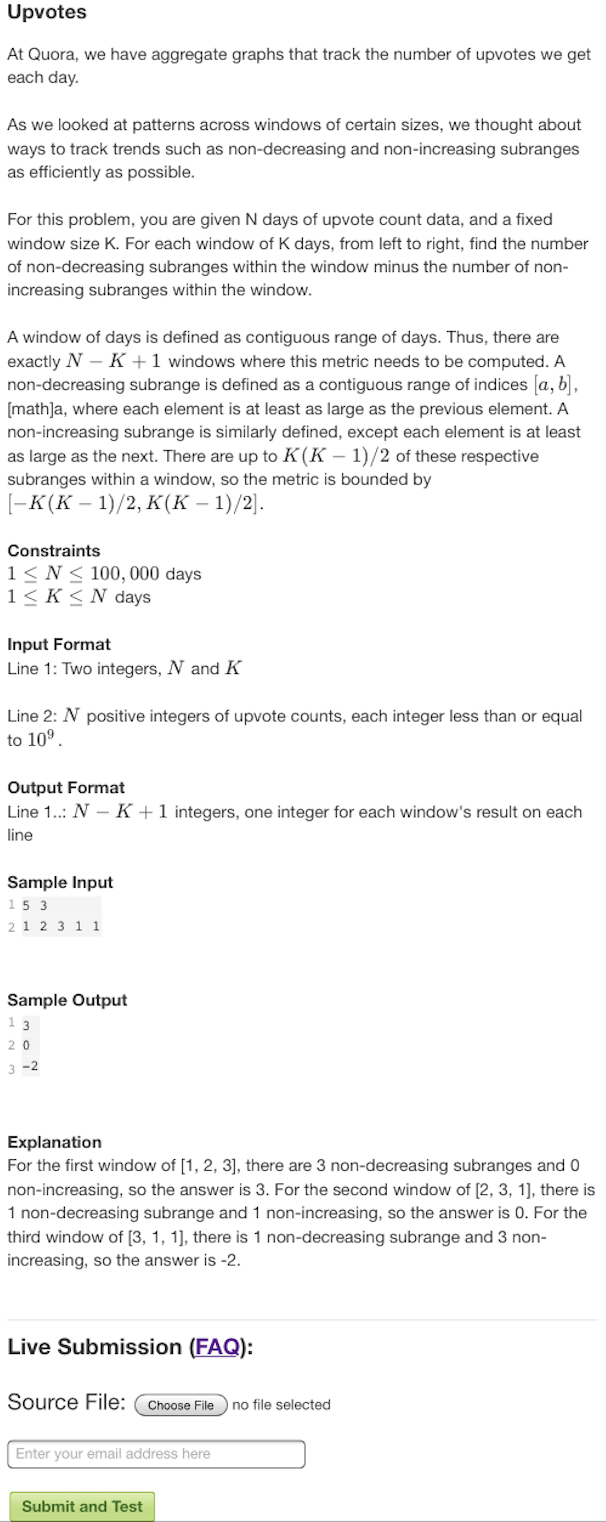 Upvotes
At Quora, we have aggregate graphs that track the number of upvotes we get
each day.
As we looked at patterns across windows of certain sizes, we thought about
ways to track trends such as non-decreasing and non-increasing subranges
as efficiently as possible.
For this problem, you are given N days of upvote count data, and a fixed
window size K. For each window of K days, from left to right, find the number
of non-decreasing subranges within the window minus the number of non-
increasing subranges within the window.
A window of days is defined as contiguous range of days. Thus, there are
exactly N − K + 1 windows where this metric needs to be computed. A
non-decreasing subrange is defined as a contiguous range of indices [a, b],
[math]a, where each element is at least as large as the previous element. A
non-increasing subrange is similarly defined, except each element is at least
as large as the next. There are up to K(K − 1)/2 of these respective
subranges within a window, so the metric is bounded by
[−K(K − 1)/2, K(K − 1)/2].
Constraints
1 ≤ N ≤ 100, 000 days
1 ≤ K ≤ N days
Input Format
Line 1: Two integers, N and K
Line 2: N positive integers of upvote counts, each integer less than or equal
to 10⁹.
Output Format
Line 1..: N − K + 1 integers, one integer for each window's result on each
line
Sample Input
1 5 3
2 1 2 3 1 1
Sample Output
1 3
2 0
3 -2
Explanation
For the first window of [1, 2, 3], there are 3 non-decreasing subranges and 0
non-increasing, so the answer is 3. For the second window of [2, 3, 1], there is
1 non-decreasing subrange and 1 non-increasing, so the answer is 0. For the
third window of [3, 1, 1], there is 1 non-decreasing subrange and 3 non-
increasing, so the answer is -2.
Live Submission (FAQ):
Source File: Choose File no file selected
Enter your email address here
Submit and Test